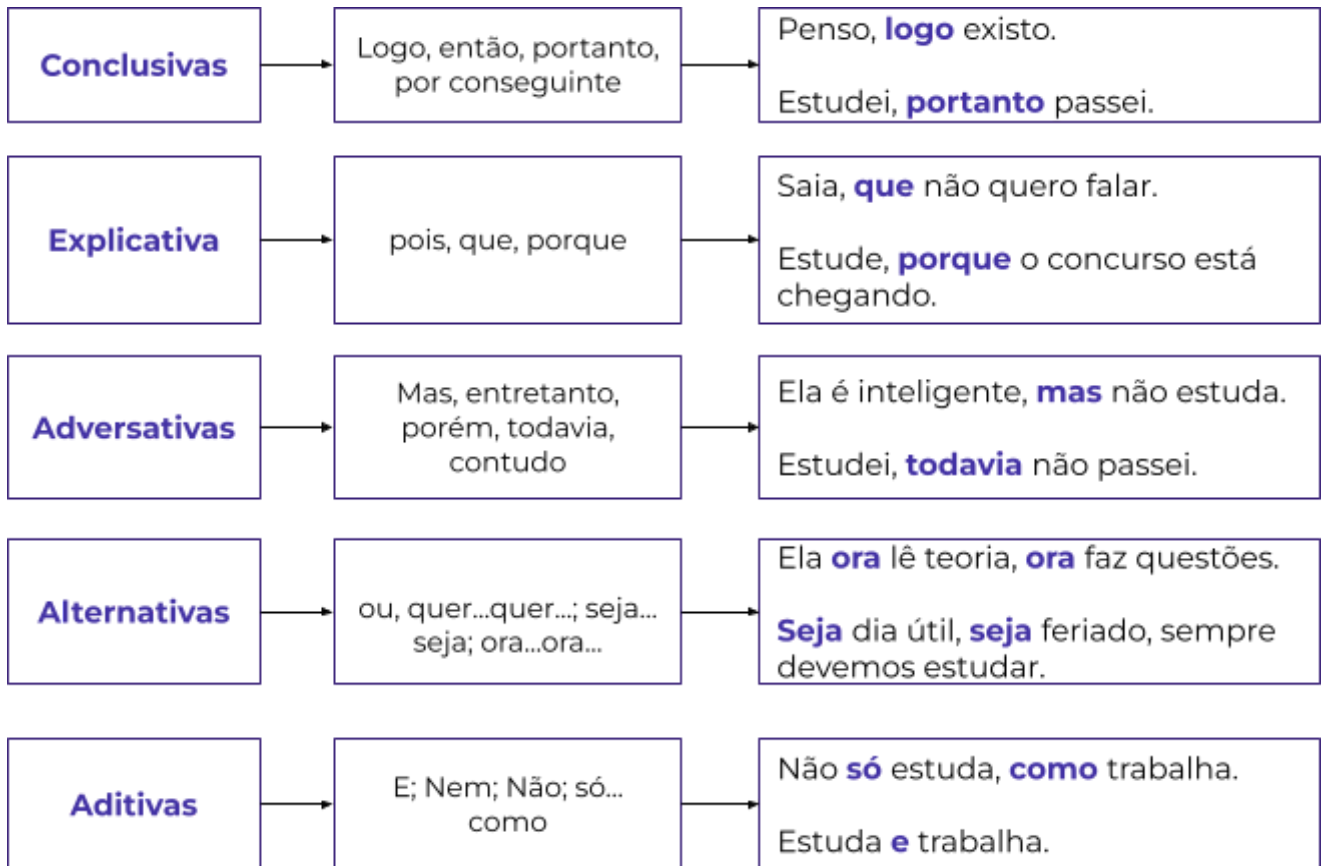 Conclusivas
Logo, então, portanto,
por conseguinte
Penso, logo existo.
Estudei, portanto passei.
Explicativa
pois, que, porque
Saia, que não quero falar.
Estude, porque o concurso está
chegando.
Adversativas
Mas, entretanto,
porém, todavia,
contudo
Ela é inteligente, mas não estuda.
Estudei, todavia não passei.
Alternativas
ou, quer...quer...; seja...
seja; ora...ora...
Ela ora lê teoria, ora faz questões.
Seja dia útil, seja feriado, sempre
devemos estudar.
Aditivas
E; Nem; Não; só...
como
Não só estuda, como trabalha.
Estuda e trabalha.